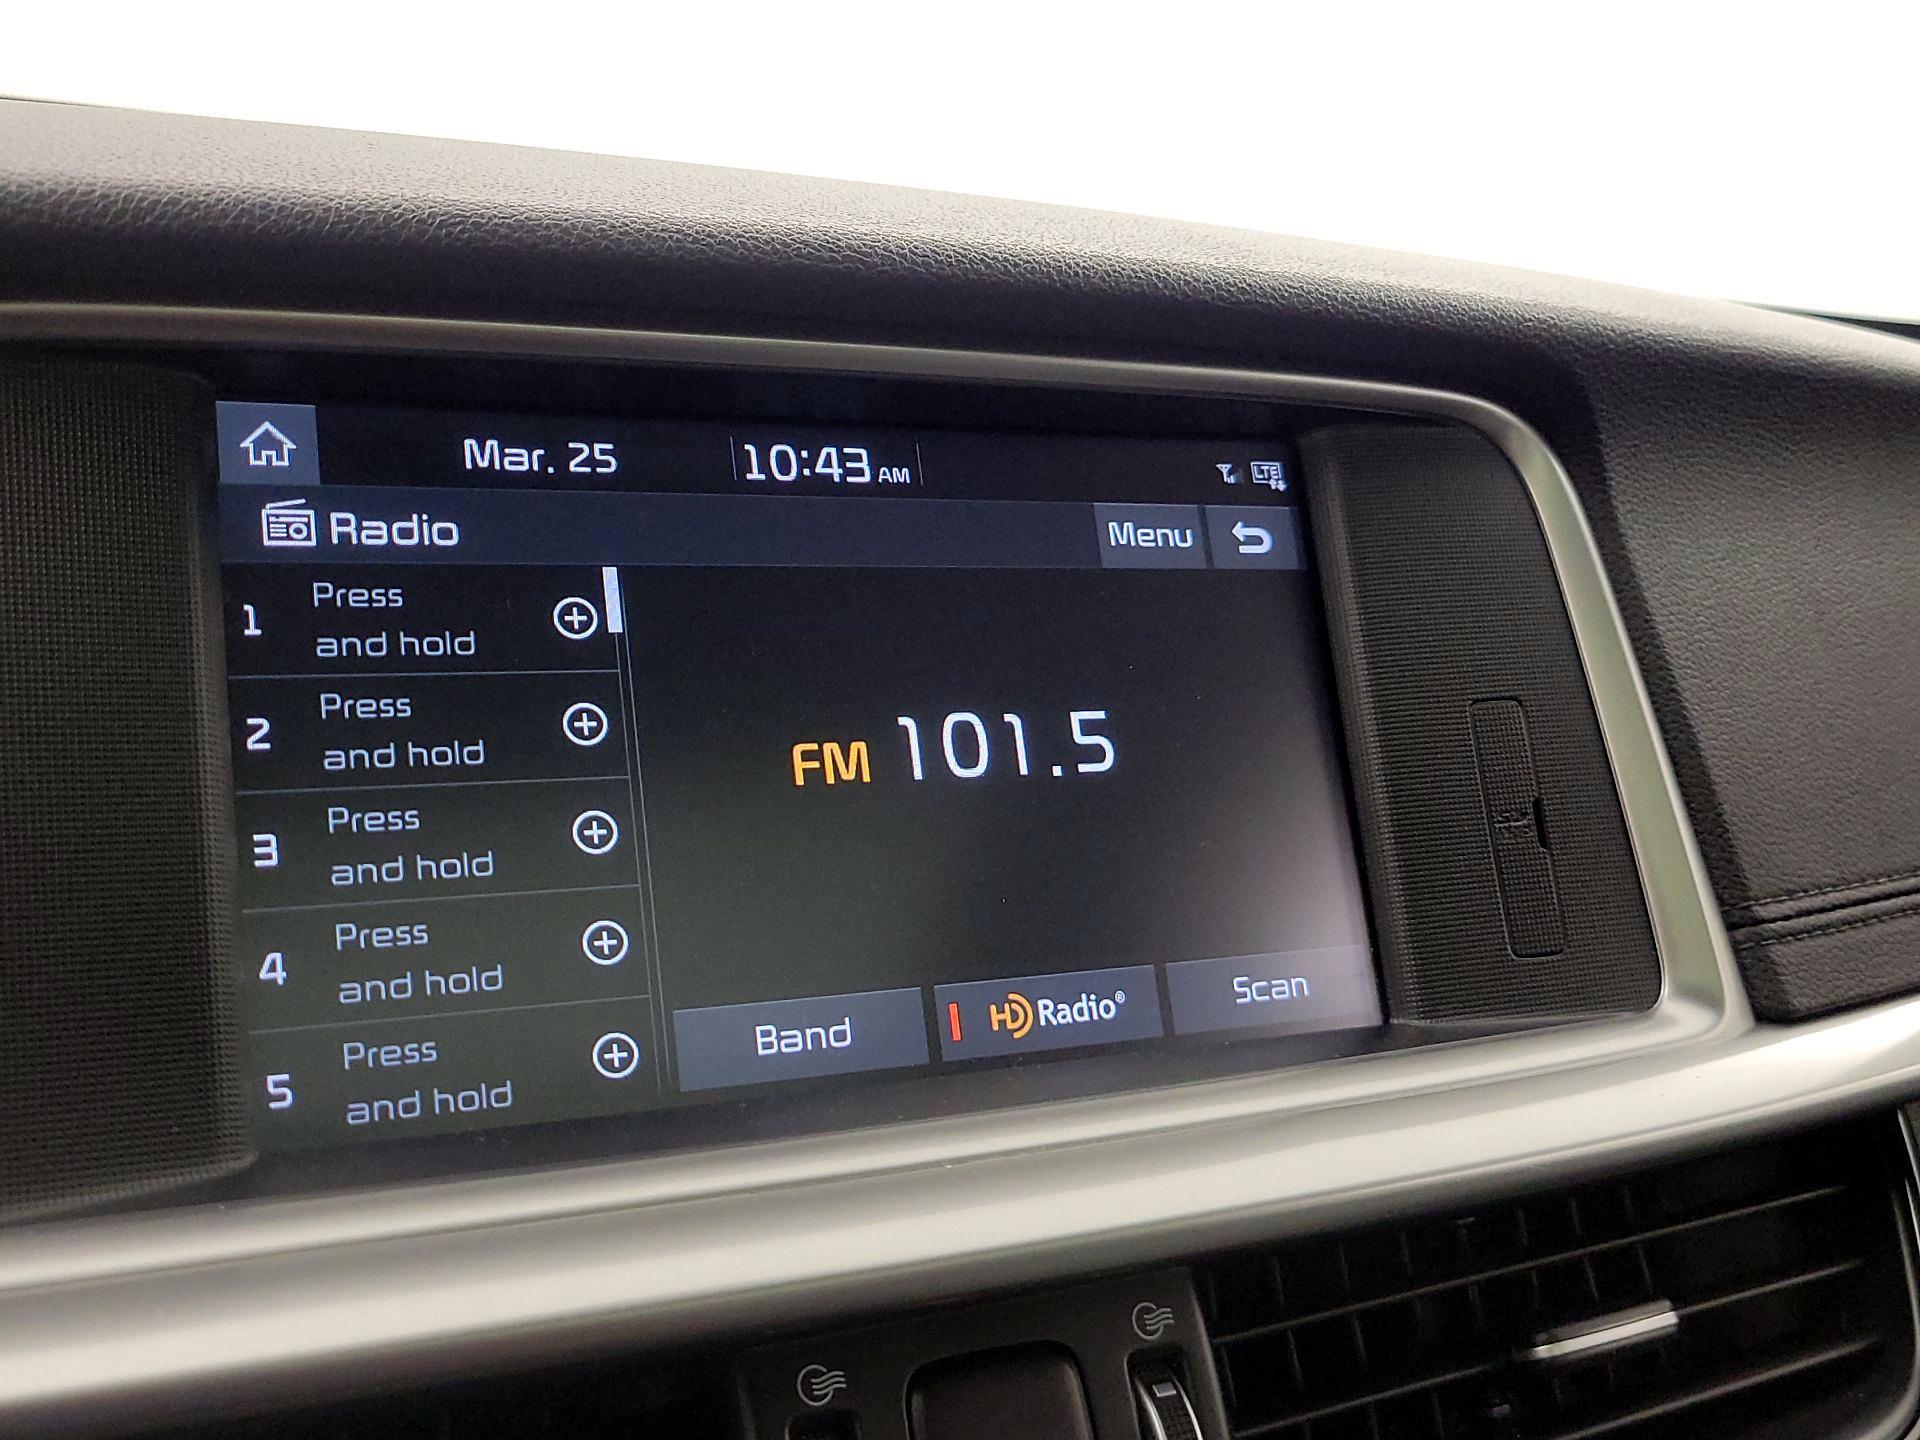 Mar. 25 10:43 AM LTE
Radio Menu
1 Press
and hold
2 Press
and hold
3 Press
and hold
4 Press
and hold
5 Press
and hold
FM 101.5
Band HD Radio® Scan